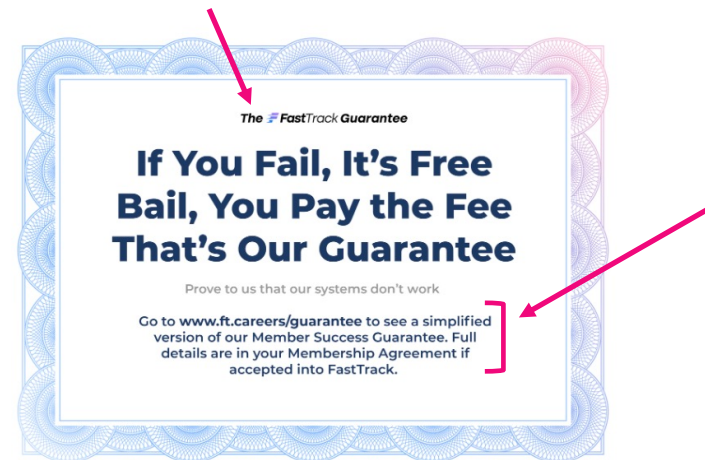 The FastTrack Guarantee
If You Fail, It's Free
Bail, You Pay the Fee
That's Our Guarantee
Prove to us that our systems don't work
Go to www.ft.careers/guarantee to see a simplified
version of our Member Success Guarantee. Full
details are in your Membership Agreement if
accepted into FastTrack.